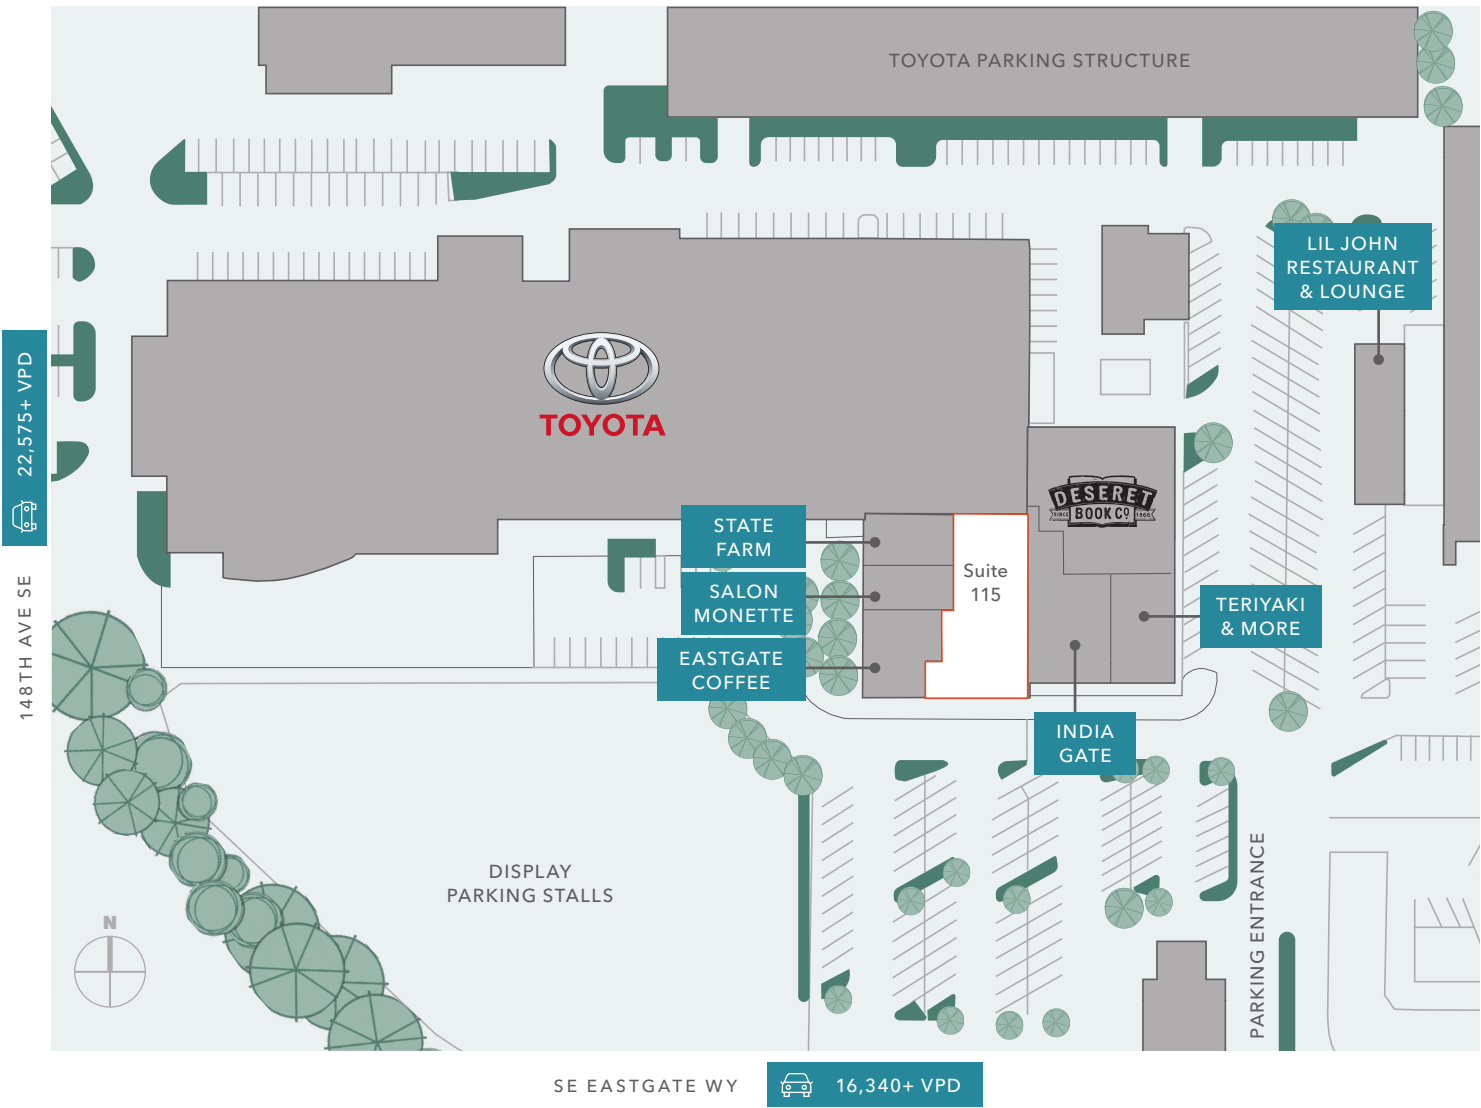 TOYOTA PARKING STRUCTURE
LIL JOHN
RESTAURANT
& LOUNGE
22,575+ VPD
148TH AVE SE
TOYOTA
DESERET
SINCE
BOOK Cº
1866
STATE
FARM
SALON
MONETTE
EASTGATE
COFFEE
Suite
115
TERIYAKI
& MORE
INDIA
GATE
DISPLAY
PARKING STALLS
N
PARKING ENTRANCE
SE EASTGATE WY
16,340+ VPD